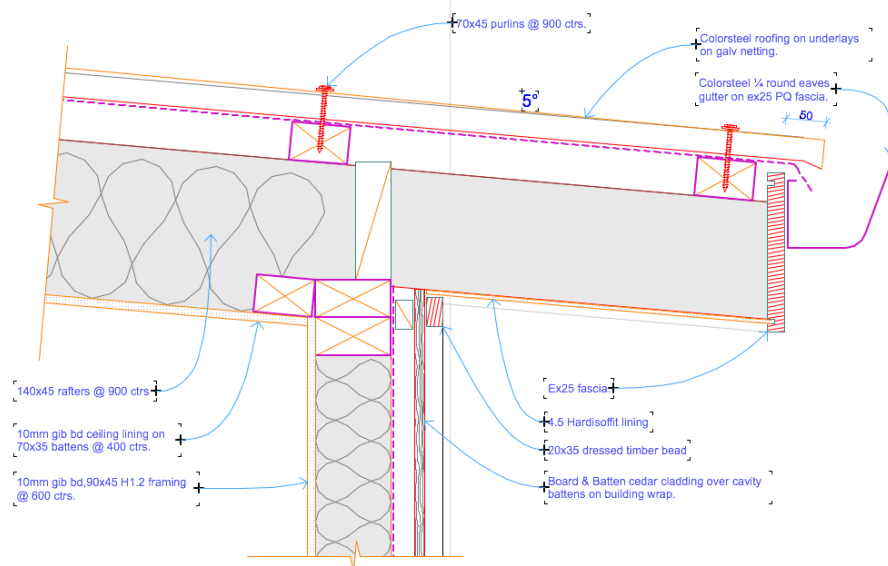 70x45 purlins @ 900 ctrs.
Colorsteel roofing on underlays
on galv netting.
Colorsteel ¼ round eaves
gutter on ex25 PQ fascia.
5°
50
140x45 rafters @ 900 ctrs
10mm gib bd ceiling lining on
70x35 battens @ 400 ctrs.
10mm gib bd,90x45 H1.2 framing
@ 600 ctrs.
Ex25 fascia
4.5 Hardisoffit lining
20x35 dressed timber bead
Board & Batten cedar cladding over cavity
battens on building wrap.